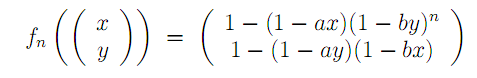 f_n((x y)) = (1 − (1 − ax)(1 − by)^n
1 − (1 − ay)(1 − bx))